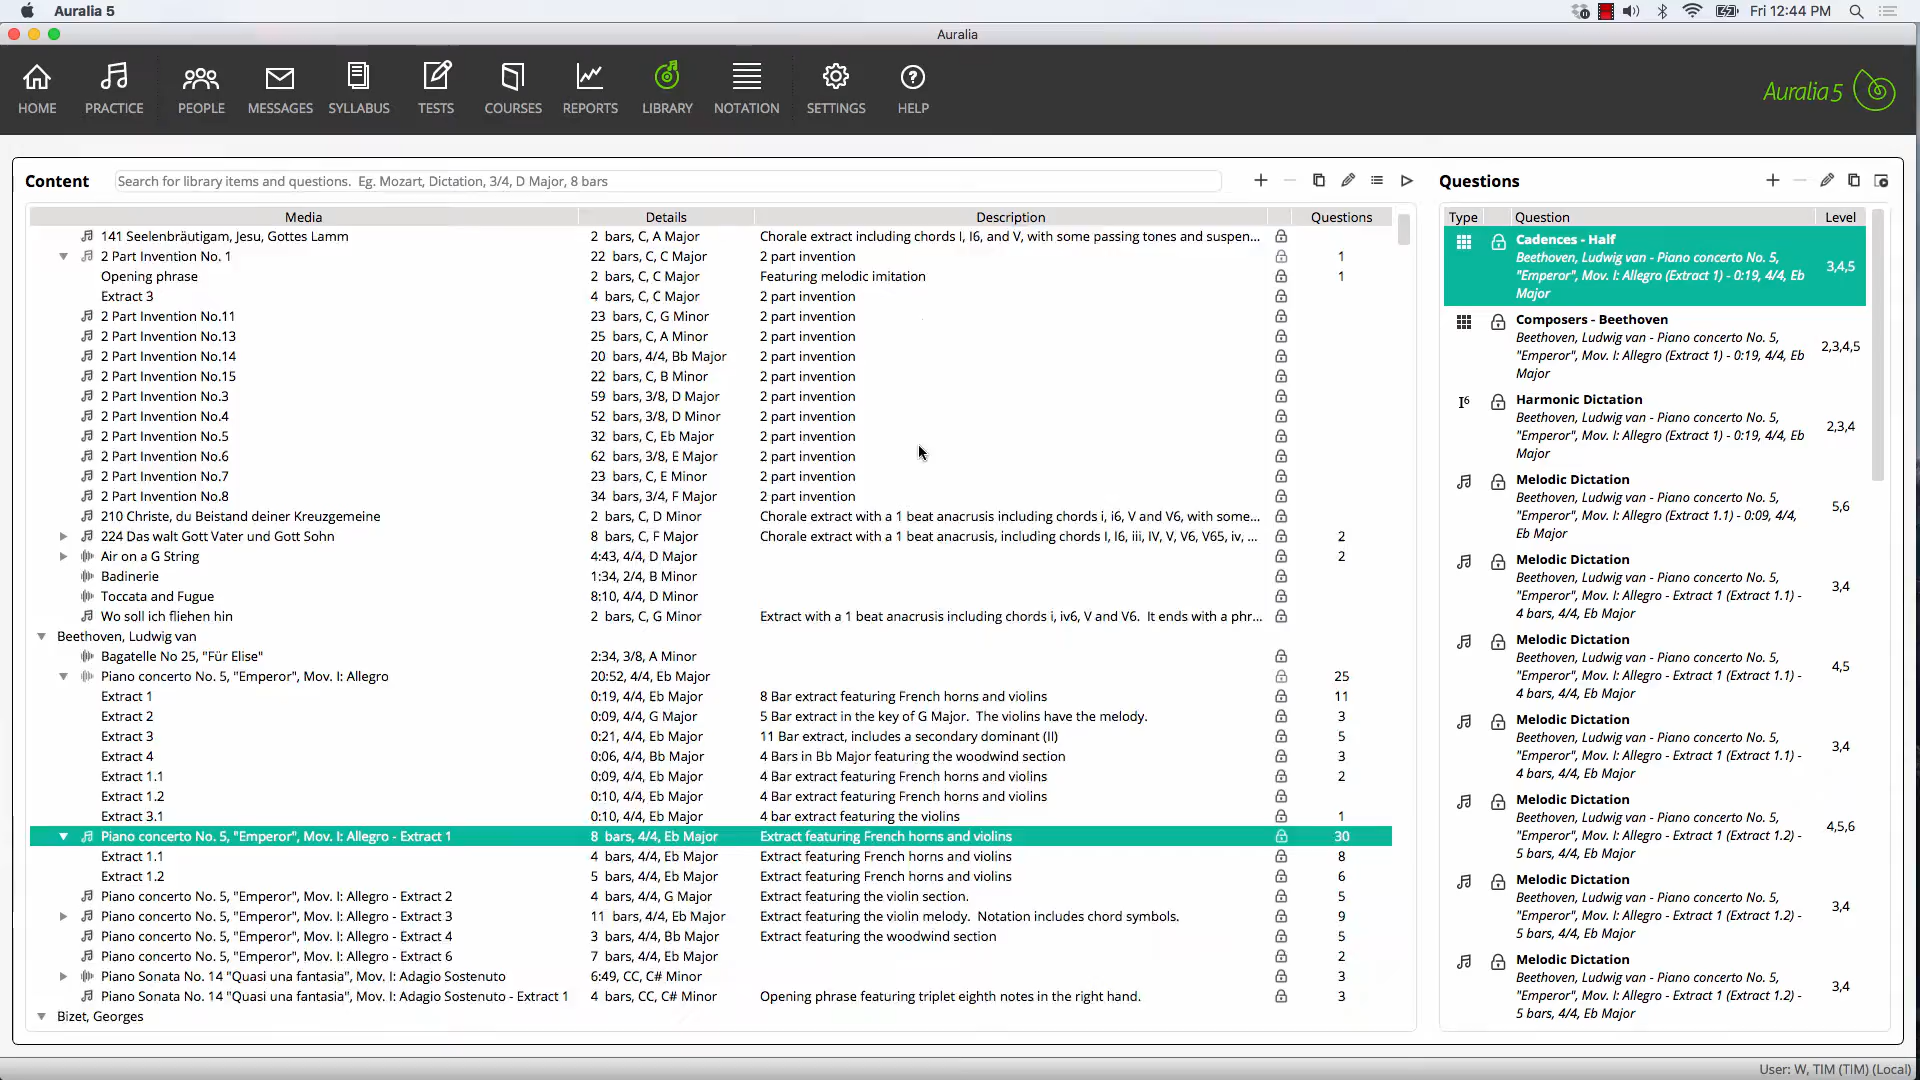 Auralia 5
Fri 12:44 PM
Auralia
HOME PRACTICE PEOPLE MESSAGES SYLLABUS TESTS COURSES REPORTS LIBRARY NOTATION SETTINGS HELP
Auralia 5
Content Search for library items and questions. Eg. Mozart, Dictation, 3/4, D Major, 8 bars
Media Details Description Questions
141 Seelenbräutigam, Jesu, Gottes Lamm 2 bars, C, A Major Chorale extract including chords I, I6, and V, with some passing tones and suspen...
2 Part Invention No. 1 22 bars, C, C Major 2 part invention 1
Opening phrase 2 bars, C, C Major Featuring melodic imitation 1
Extract 3 4 bars, C, C Major 2 part invention
2 Part Invention No.11 23 bars, C, G Minor 2 part invention
2 Part Invention No.13 25 bars, C, A Minor 2 part invention
2 Part Invention No.14 20 bars, 4/4, Bb Major 2 part invention
2 Part Invention No.15 22 bars, C, B Minor 2 part invention
2 Part Invention No.3 59 bars, 3/8, D Major 2 part invention
2 Part Invention No.4 52 bars, 3/8, D Minor 2 part invention
2 Part Invention No.5 32 bars, C, Eb Major 2 part invention
2 Part Invention No.6 62 bars, 3/8, E Major 2 part invention
2 Part Invention No.7 23 bars, C, E Minor 2 part invention
2 Part Invention No.8 34 bars, 3/4, F Major 2 part invention
210 Christe, du Beistand deiner Kreuzgemeine 2 bars, C, D Minor Chorale extract with a 1 beat anacrusis including chords i, i6, V and V6, with some...
224 Das walt Gott Vater und Gott Sohn 8 bars, C, F Major Chorale extract with a 1 beat anacrusis, including chords I, I6, iii, IV, V, V6, V65, iv, ... 2
Air on a G String 4:43, 4/4, D Major 2
Badinerie 1:34, 2/4, B Minor
Toccata and Fugue 8:10, 4/4, D Minor
Wo soll ich fliehen hin 2 bars, C, G Minor Extract with a 1 beat anacrusis including chords i, iv6, V and V6. It ends with a phr...
Beethoven, Ludwig van
Bagatelle No 25, "Für Elise" 2:34, 3/8, A Minor
Piano concerto No. 5, "Emperor", Mov. I: Allegro 20:52, 4/4, Eb Major 25
Extract 1 0:19, 4/4, Eb Major 8 Bar extract featuring French horns and violins 11
Extract 2 0:09, 4/4, G Major 5 Bar extract in the key of G Major. The violins have the melody. 3
Extract 3 0:21, 4/4, Eb Major 11 Bar extract, includes a secondary dominant (II) 5
Extract 4 0:06, 4/4, Bb Major 4 Bars in Bb Major featuring the woodwind section 3
Extract 1.1 0:09, 4/4, Eb Major 4 Bar extract featuring French horns and violins 2
Extract 1.2 0:10, 4/4, Eb Major 4 Bar extract featuring French horns and violins
Extract 3.1 0:10, 4/4, Eb Major 4 bar extract featuring the violins 1
Piano concerto No. 5, "Emperor", Mov. I: Allegro - Extract 1 8 bars, 4/4, Eb Major Extract featuring French horns and violins 30
Extract 1.1 4 bars, 4/4, Eb Major Extract featuring French horns and violins 8
Extract 1.2 5 bars, 4/4, Eb Major Extract featuring French horns and violins 6
Piano concerto No. 5, "Emperor", Mov. I: Allegro - Extract 2 4 bars, 4/4, G Major Extract featuring the violin section. 5
Piano concerto No. 5, "Emperor", Mov. I: Allegro - Extract 3 11 bars, 4/4, Eb Major Extract featuring the violin melody. Notation includes chord symbols. 9
Piano concerto No. 5, "Emperor", Mov. I: Allegro - Extract 4 3 bars, 4/4, Bb Major Extract featuring the woodwind section 5
Piano concerto No. 5, "Emperor", Mov. I: Allegro - Extract 6 7 bars, 4/4, Eb Major 2
Piano Sonata No. 14 "Quasi una fantasia", Mov. I: Adagio Sostenuto 6:49, CC, C# Minor 3
Piano Sonata No. 14 "Quasi una fantasia", Mov. I: Adagio Sostenuto - Extract 1 4 bars, CC, C# Minor Opening phrase featuring triplet eighth notes in the right hand. 3
Bizet, Georges
Questions
Type Question Level
Cadences - Half
Beethoven, Ludwig van - Piano concerto No. 5,
"Emperor", Mov. I: Allegro (Extract 1) - 0:19, 4/4, Eb
Major
3,4,5
Composers - Beethoven
Beethoven, Ludwig van - Piano concerto No. 5,
"Emperor", Mov. I: Allegro (Extract 1) - 0:19, 4/4, Eb
Major
2,3,4,5
I6 Harmonic Dictation
Beethoven, Ludwig van - Piano concerto No. 5,
"Emperor", Mov. I: Allegro (Extract 1) - 0:19, 4/4, Eb
Major
2,3,4
Melodic Dictation
Beethoven, Ludwig van - Piano concerto No. 5,
"Emperor", Mov. I: Allegro (Extract 1.1) - 0:09, 4/4,
Eb Major
5,6
Melodic Dictation
Beethoven, Ludwig van - Piano concerto No. 5,
"Emperor", Mov. I: Allegro - Extract 1 (Extract 1.1) -
4 bars, 4/4, Eb Major
3,4
Melodic Dictation
Beethoven, Ludwig van - Piano concerto No. 5,
"Emperor", Mov. I: Allegro - Extract 1 (Extract 1.1) -
4 bars, 4/4, Eb Major
4,5
Melodic Dictation
Beethoven, Ludwig van - Piano concerto No. 5,
"Emperor", Mov. I: Allegro - Extract 1 (Extract 1.1) -
4 bars, 4/4, Eb Major
3,4
Melodic Dictation
Beethoven, Ludwig van - Piano concerto No. 5,
"Emperor", Mov. I: Allegro - Extract 1 (Extract 1.2) -
5 bars, 4/4, Eb Major
4,5,6
Melodic Dictation
Beethoven, Ludwig van - Piano concerto No. 5,
"Emperor", Mov. I: Allegro - Extract 1 (Extract 1.2) -
5 bars, 4/4, Eb Major
3,4
Melodic Dictation
Beethoven, Ludwig van - Piano concerto No. 5,
"Emperor", Mov. I: Allegro - Extract 1 (Extract 1.2) -
5 bars, 4/4, Eb Major
3,4
User: W, TIM (TIM) (Local)